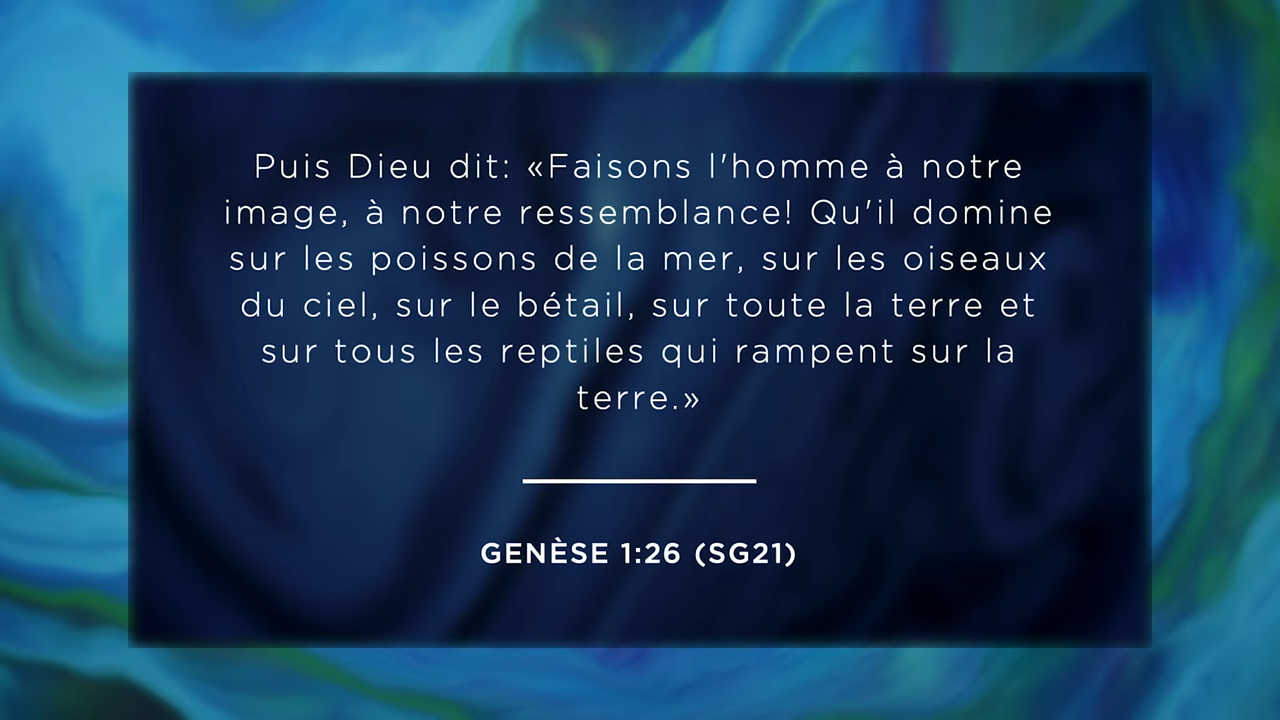 Puis Dieu dit: «Faisons l'homme à notre
image, à notre ressemblance! Qu'il domine
sur les poissons de la mer, sur les oiseaux
du ciel, sur le bétail, sur toute la terre et
sur tous les reptiles qui rampent sur la
terre.»
GENÈSE 1:26 (SG21)